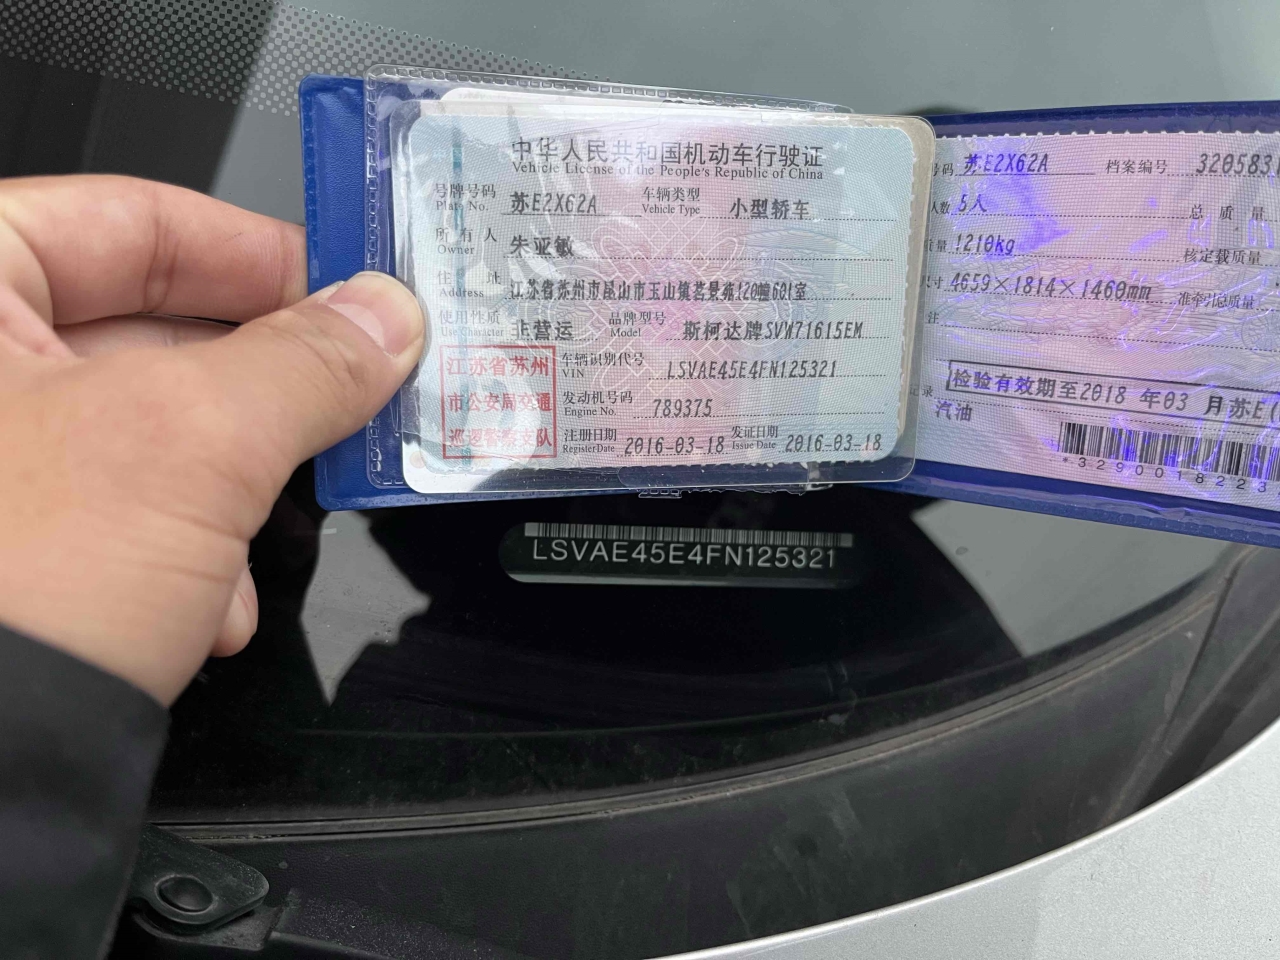 中华人民共和国机动车行驶证
Vehicle License of the People's Republic of China
号牌号码 苏E2X62A 车辆类型 小型轿车
Plate No. Vehicle Type
所有人 朱亚敏
Owner
住址 江苏省苏州市昆山市玉山镇茗景苑120幢601室
Address
使用性质 非营运 品牌型号 斯柯达牌SVW71615EM
Use Character Model
江苏省苏州
市公安局交通
巡逻警察支队
车辆识别代号 LSVAE45E4FN125321
VIN
发动机号码 789375
Engine No.
注册日期 2016-03-18 发证日期 2016-03-18
Register Date Issue Date
号码 苏E2X62A 档案编号 3205831
人数 5人 总质量
质量 1210kg 核定载质量
尺寸 4659×1814×1460mm 准牵引总质量
注
记录 检验有效期至2018年03月苏E(
汽油
*3290018223
LSVAE45E4FN125321